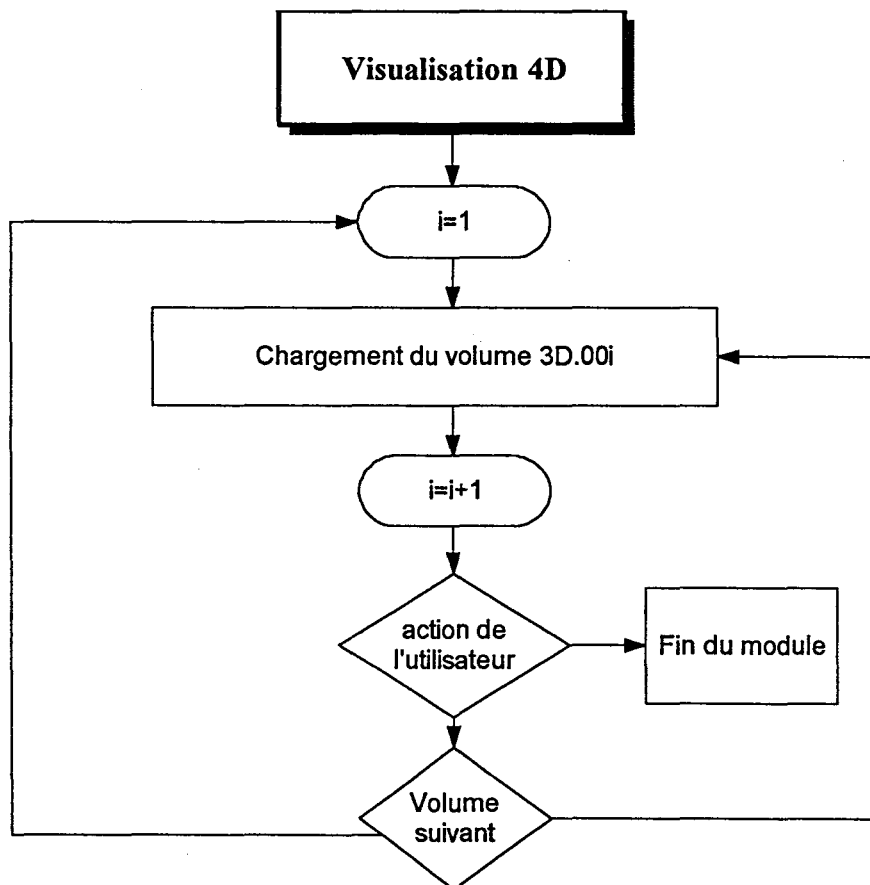 Visualisation 4D
i=1
Chargement du volume 3D.00i
i=i+1
action de
l'utilisateur
Fin du module
Volume
suivant